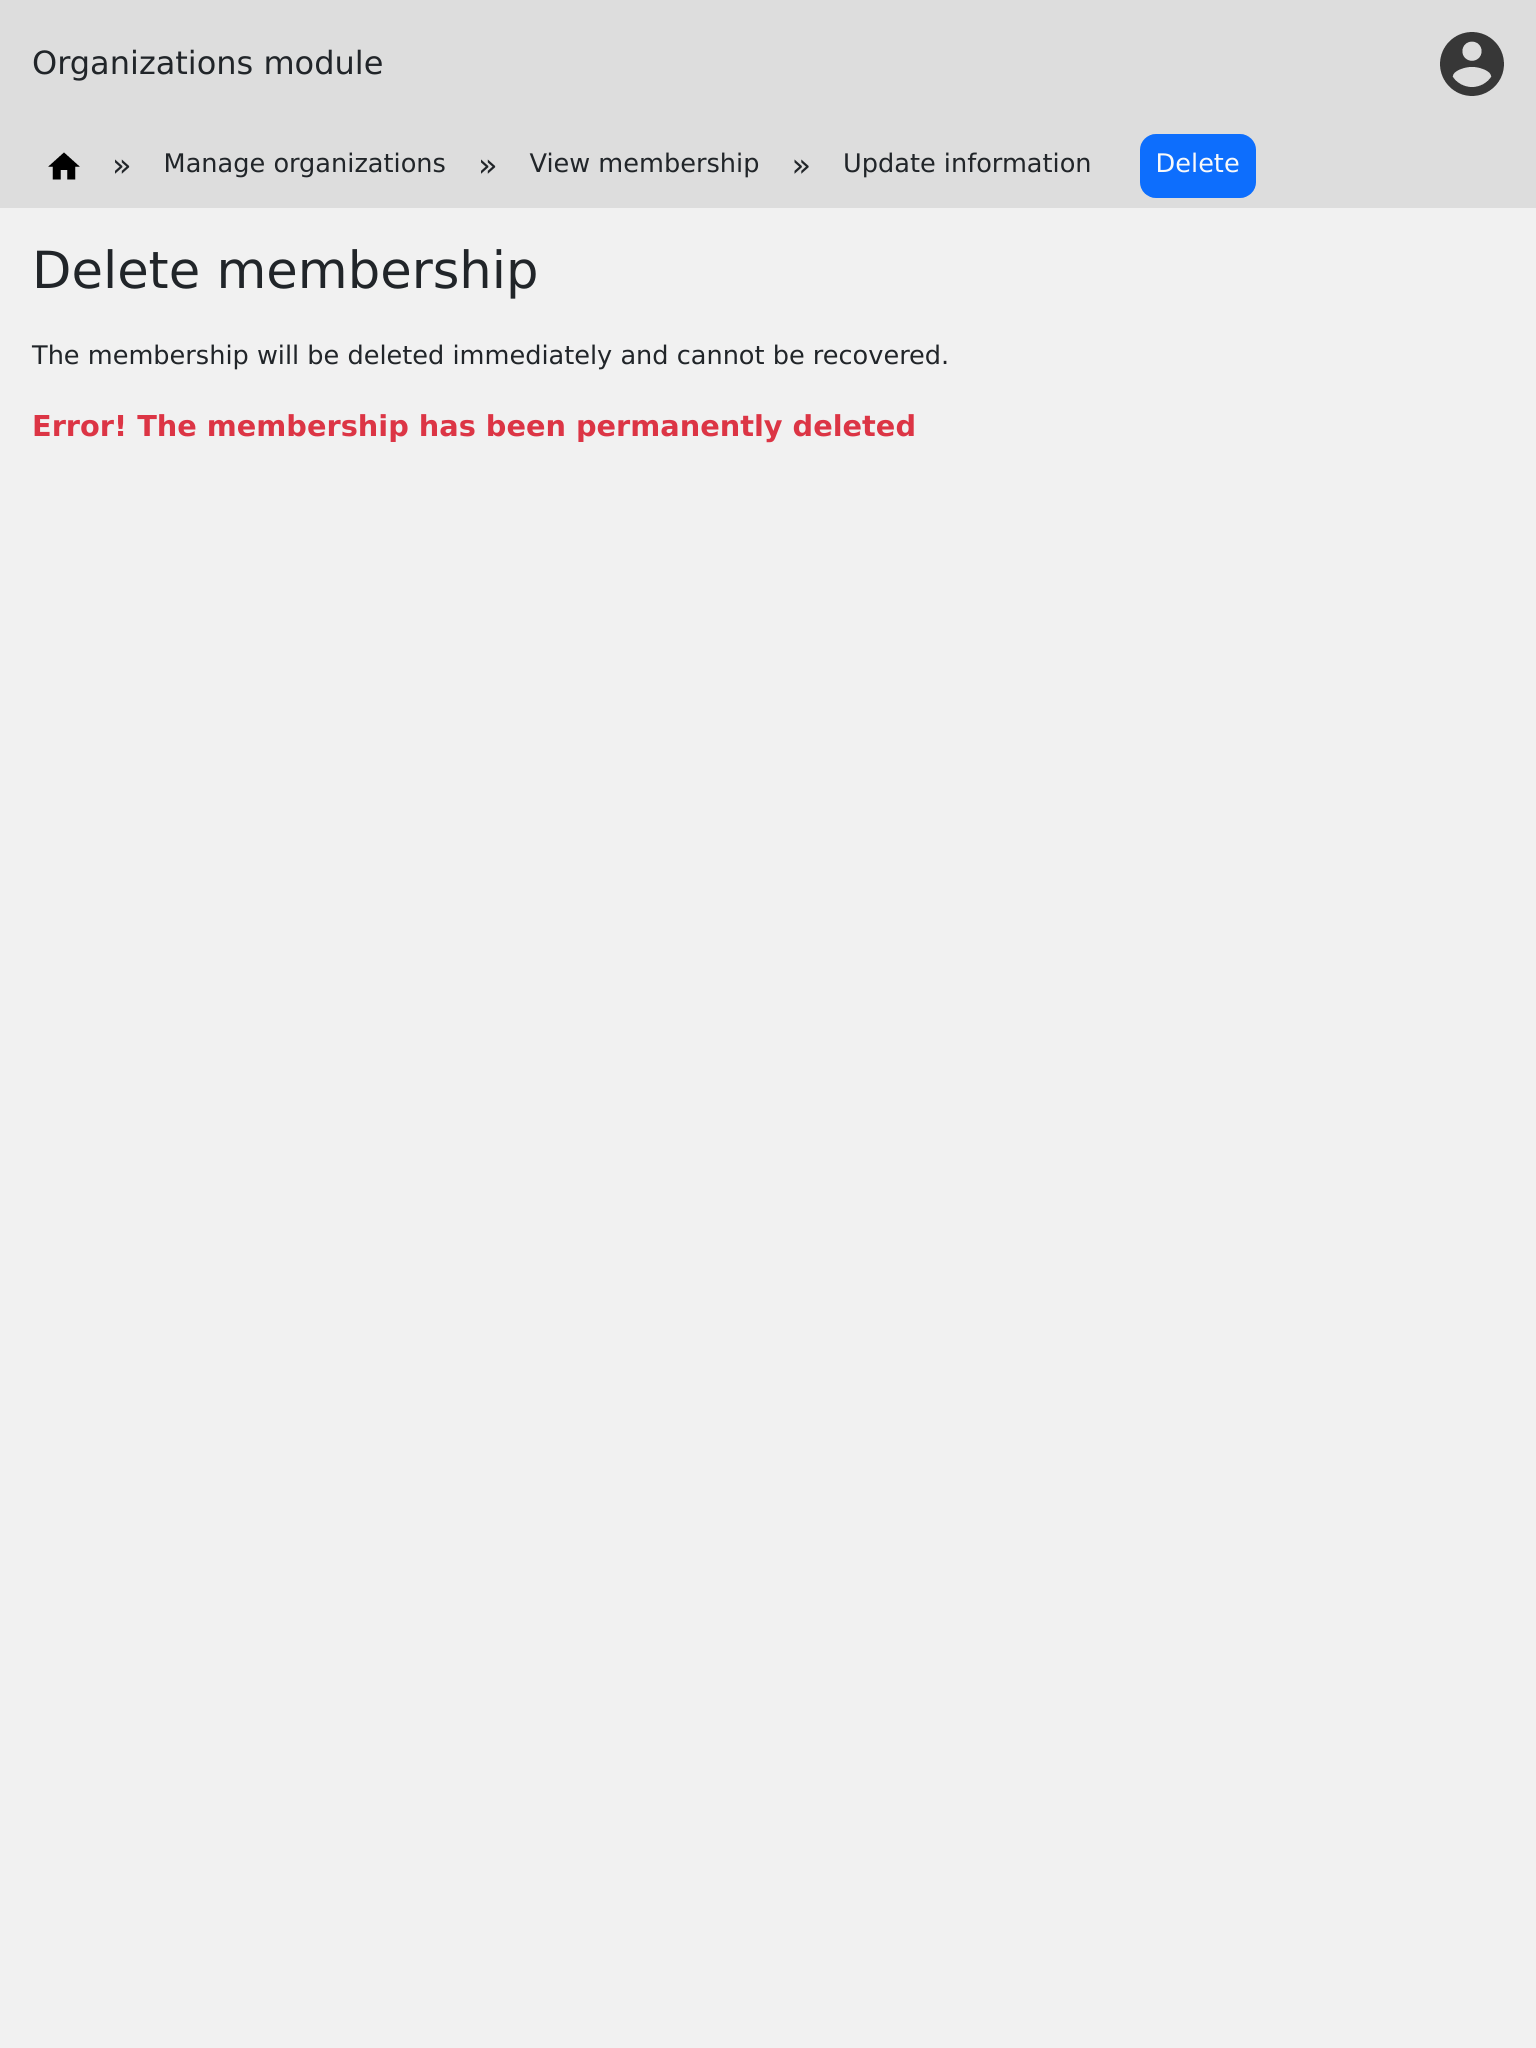 Organizations module
» Manage organizations » View membership » Update information Delete
Delete membership
The membership will be deleted immediately and cannot be recovered.
Error! The membership has been permanently deleted